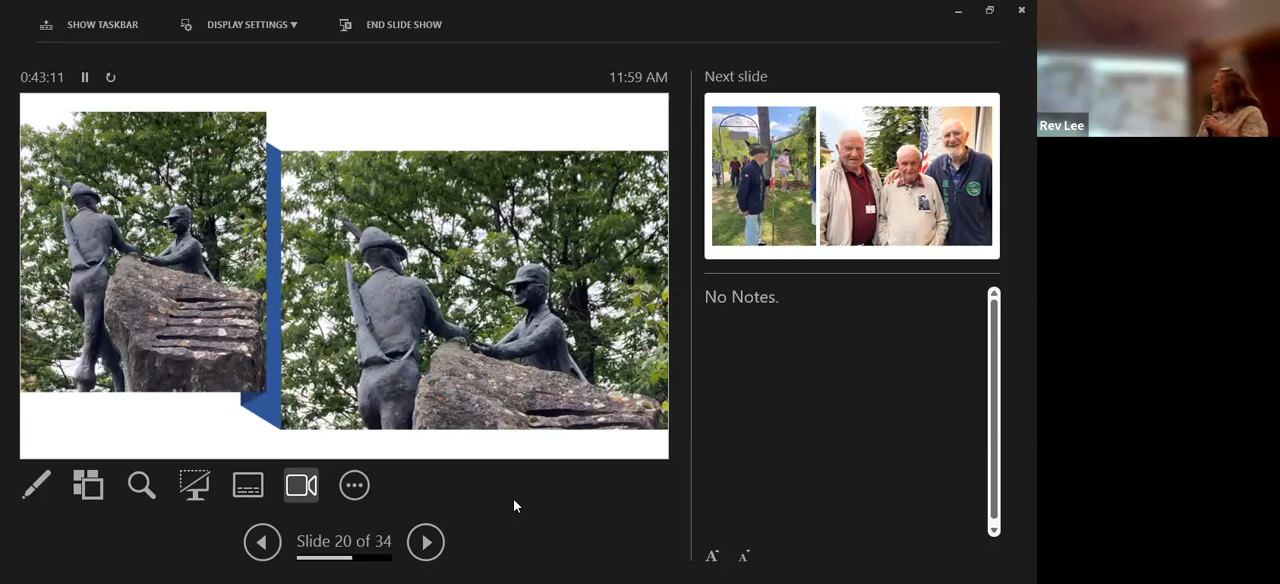 SHOW TASKBAR
DISPLAY SETTINGS ▼
END SLIDE SHOW
0:43:11
11:59 AM
Next slide
Rev Lee
No Notes.
Slide 20 of 34
A A